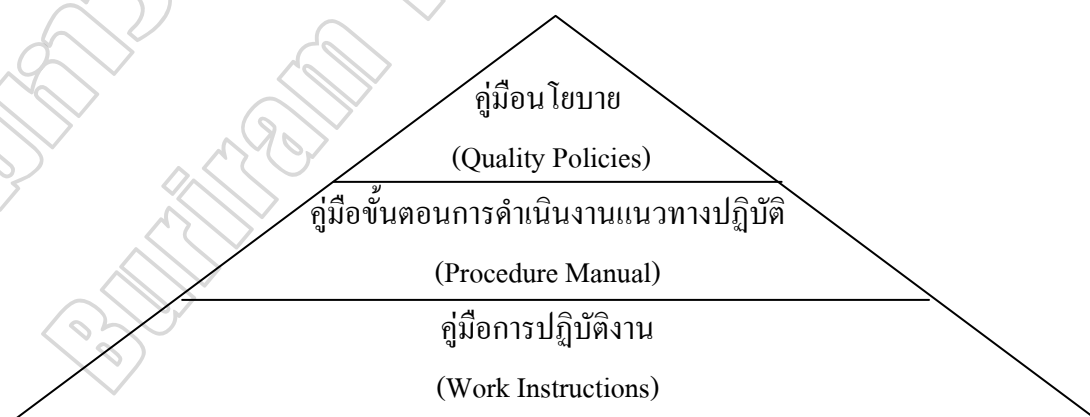 คู่มือนโยบาย
(Quality Policies)
คู่มือขั้นตอนการดำเนินงานแนวทางปฏิบัติ
(Procedure Manual)
คู่มือการปฏิบัติงาน
(Work Instructions)
Buriram